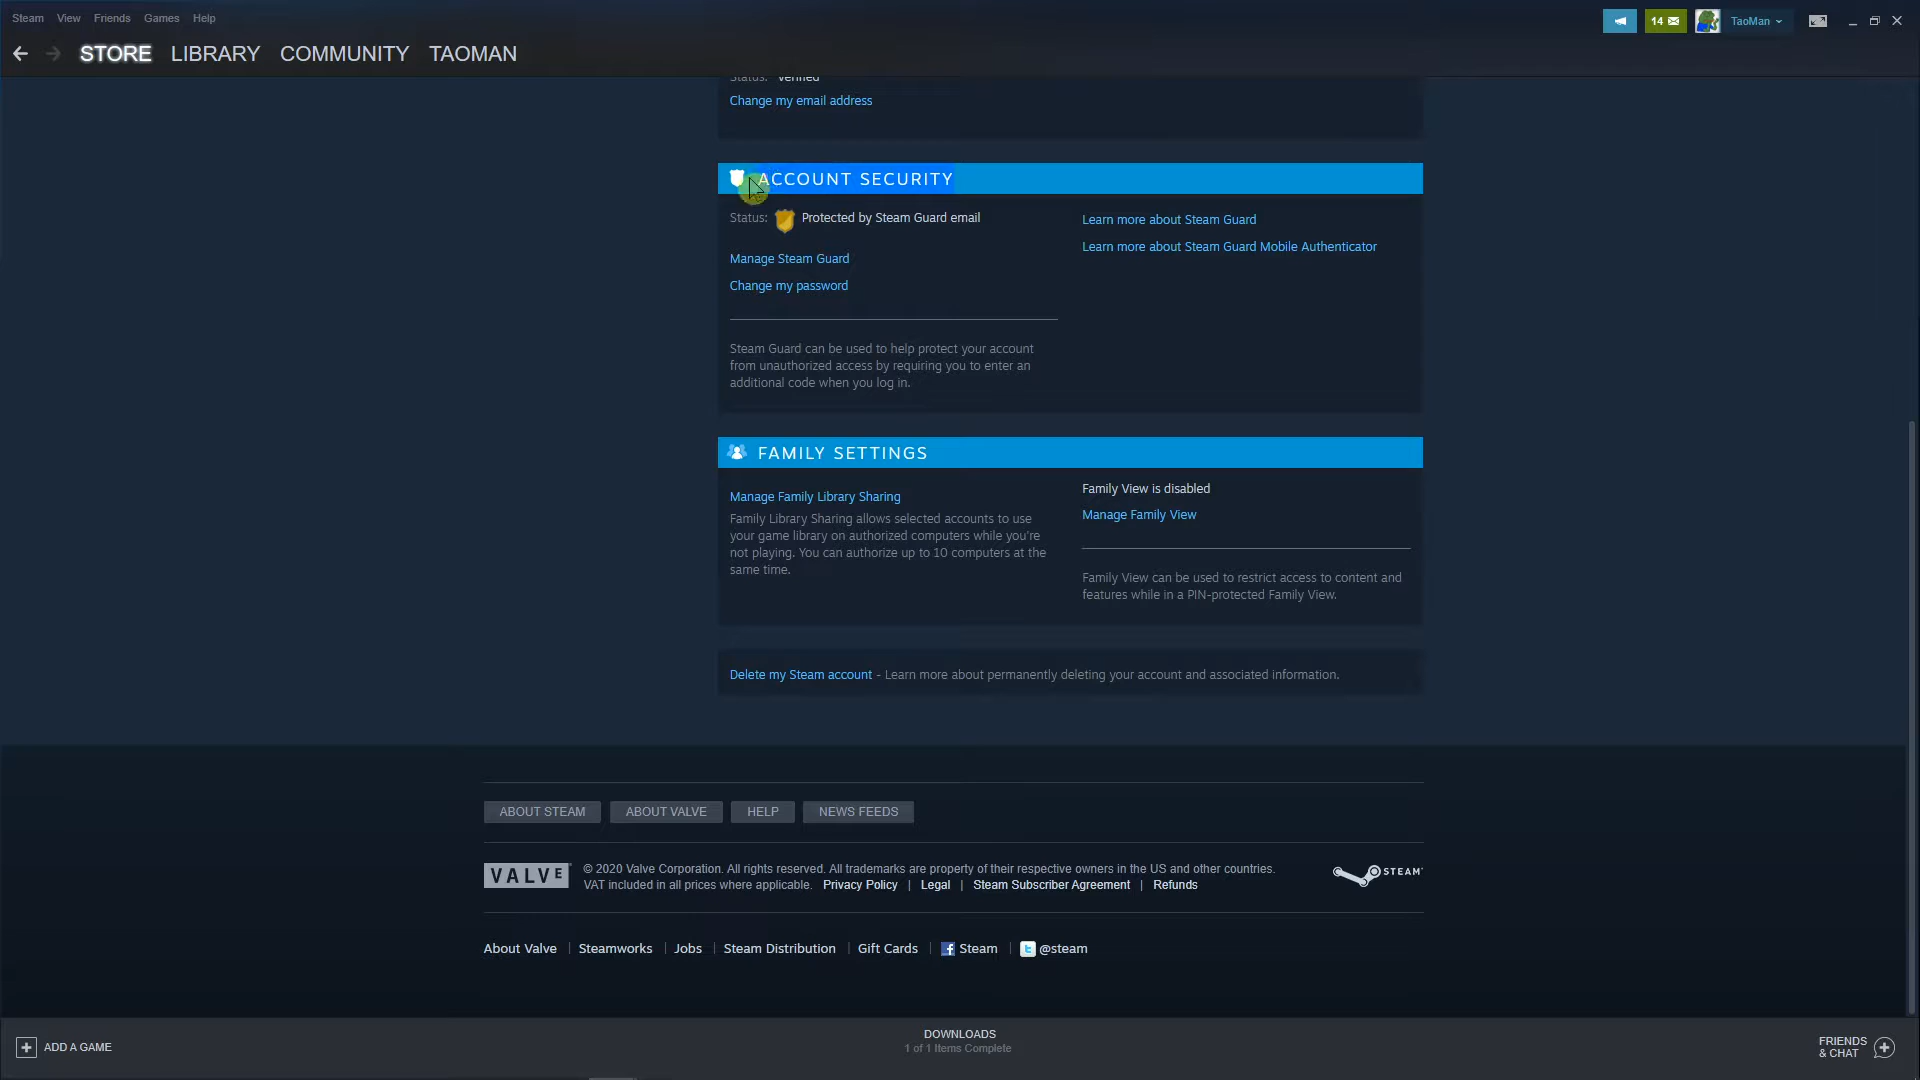 Steam View Friends Games Help
14
TaoMan
STORE LIBRARY COMMUNITY TAOMAN
Status: Verified
Change my email address
ACCOUNT SECURITY
Status: Protected by Steam Guard email
Manage Steam Guard
Change my password
Steam Guard can be used to help protect your account
from unauthorized access by requiring you to enter an
additional code when you log in.
Learn more about Steam Guard
Learn more about Steam Guard Mobile Authenticator
FAMILY SETTINGS
Manage Family Library Sharing
Family Library Sharing allows selected accounts to use
your game library on authorized computers while you're
not playing. You can authorize up to 10 computers at the
same time.
Family View is disabled
Manage Family View
Family View can be used to restrict access to content and
features while in a PIN-protected Family View.
Delete my Steam account - Learn more about permanently deleting your account and associated information.
ABOUT STEAM ABOUT VALVE HELP NEWS FEEDS
VALVE
© 2020 Valve Corporation. All rights reserved. All trademarks are property of their respective owners in the US and other countries.
VAT included in all prices where applicable. Privacy Policy | Legal | Steam Subscriber Agreement | Refunds
STEAM
About Valve | Steamworks | Jobs | Steam Distribution | Gift Cards | Steam | @steam
ADD A GAME
DOWNLOADS
1 of 1 Items Complete
FRIENDS
& CHAT